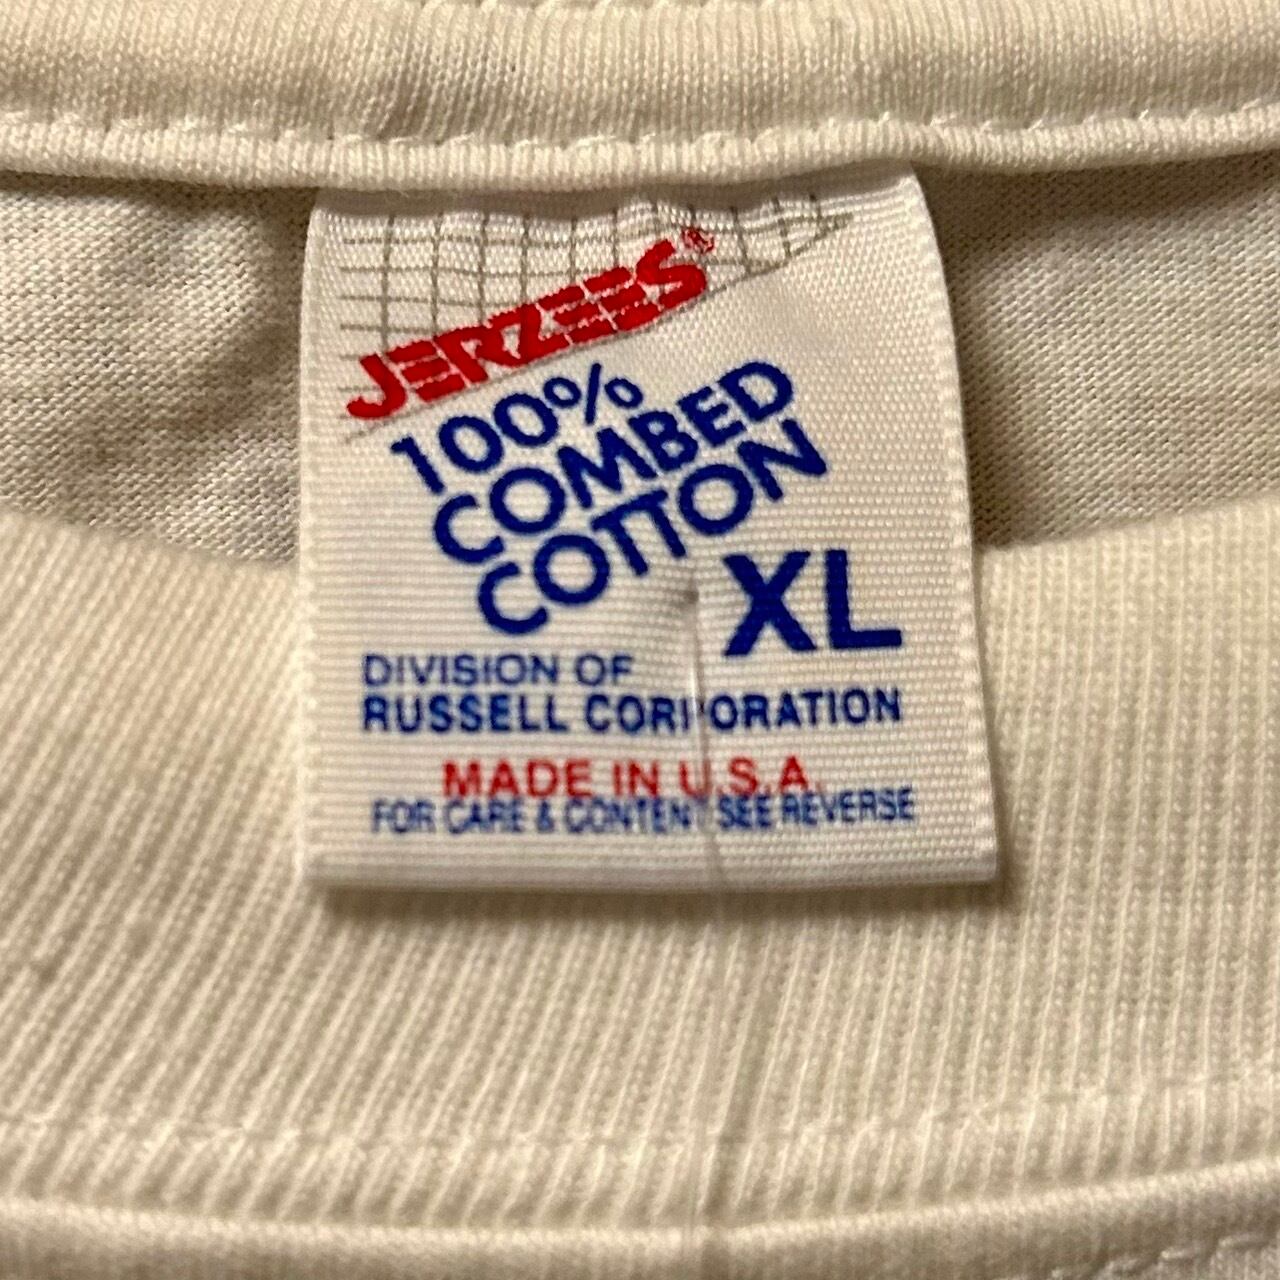 JERZEES®
100%
COMBED
COTTON
XL
DIVISION OF
RUSSELL CORPORATION
MADE IN U.S.A.
FOR CARE & CONTENT SEE REVERSE